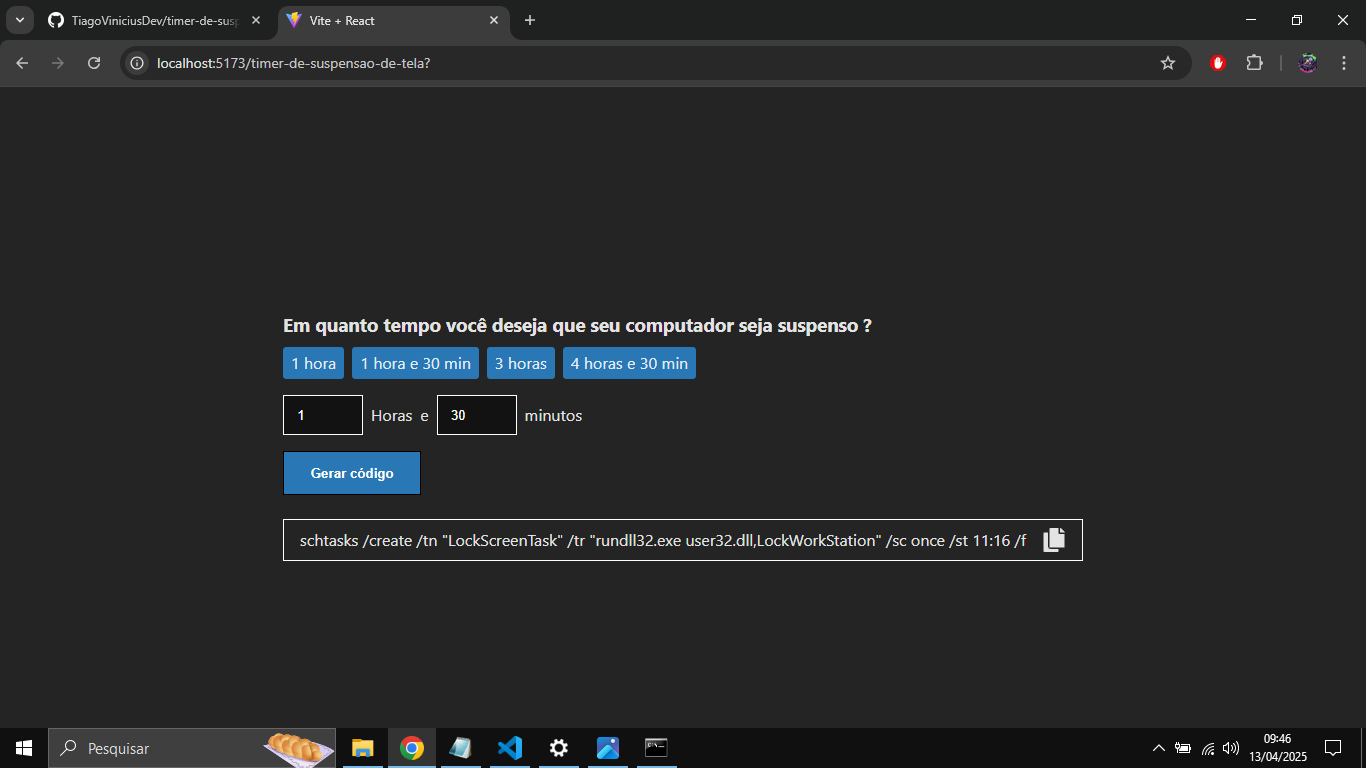 TiagoViniciusDev/timer-de-susp
Vite + React
localhost:5173/timer-de-suspensao-de-tela?
Em quanto tempo você deseja que seu computador seja suspenso ?
1 hora 1 hora e 30 min 3 horas 4 horas e 30 min
1 Horas e 30 minutos
Gerar código
schtasks /create /tn "LockScreenTask" /tr "rundll32.exe user32.dll,LockWorkStation" /sc once /st 11:16 /f
Pesquisar
09:46
13/04/2025